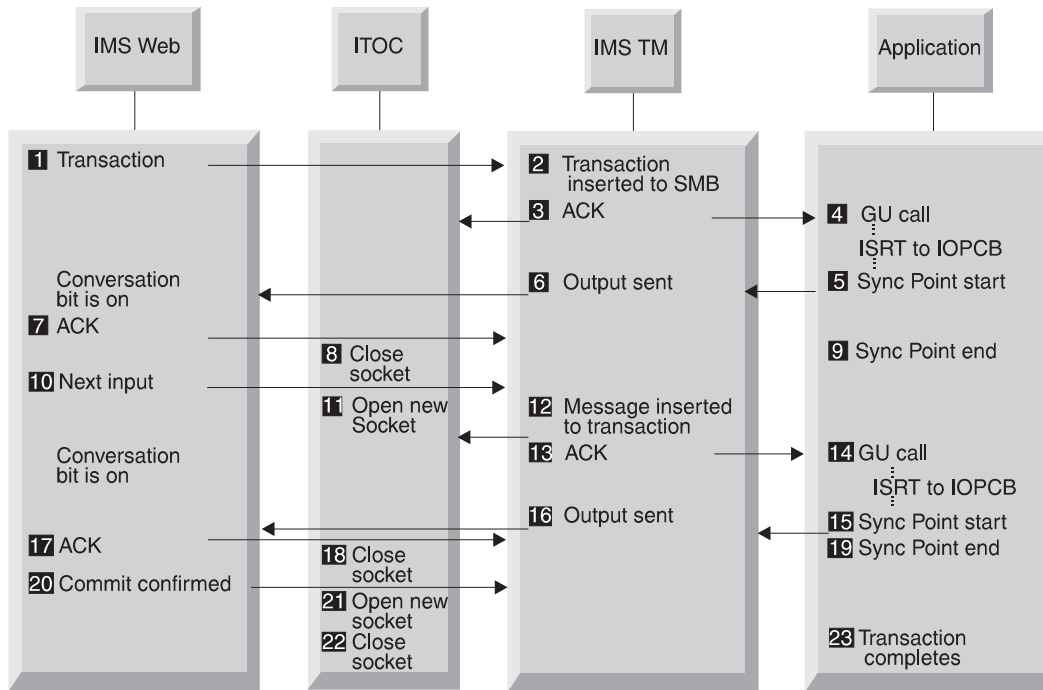 IMS Web
ITOC
IMS TM
Application
1 Transaction
2 Transaction
inserted to SMB
3 ACK
4 GU call
ISRT to IOPCB
Conversation
bit is on
6 Output sent
5 Sync Point start
7 ACK
8 Close
socket
9 Sync Point end
10 Next input
11 Open new
Socket
12 Message inserted
to transaction
13 ACK
14 GU call
Conversation
bit is on
ISRT to IOPCB
16 Output sent
15 Sync Point start
17 ACK
18 Close
socket
19 Sync Point end
20 Commit confirmed
21 Open new
socket
22 Close
socket
23 Transaction
completes